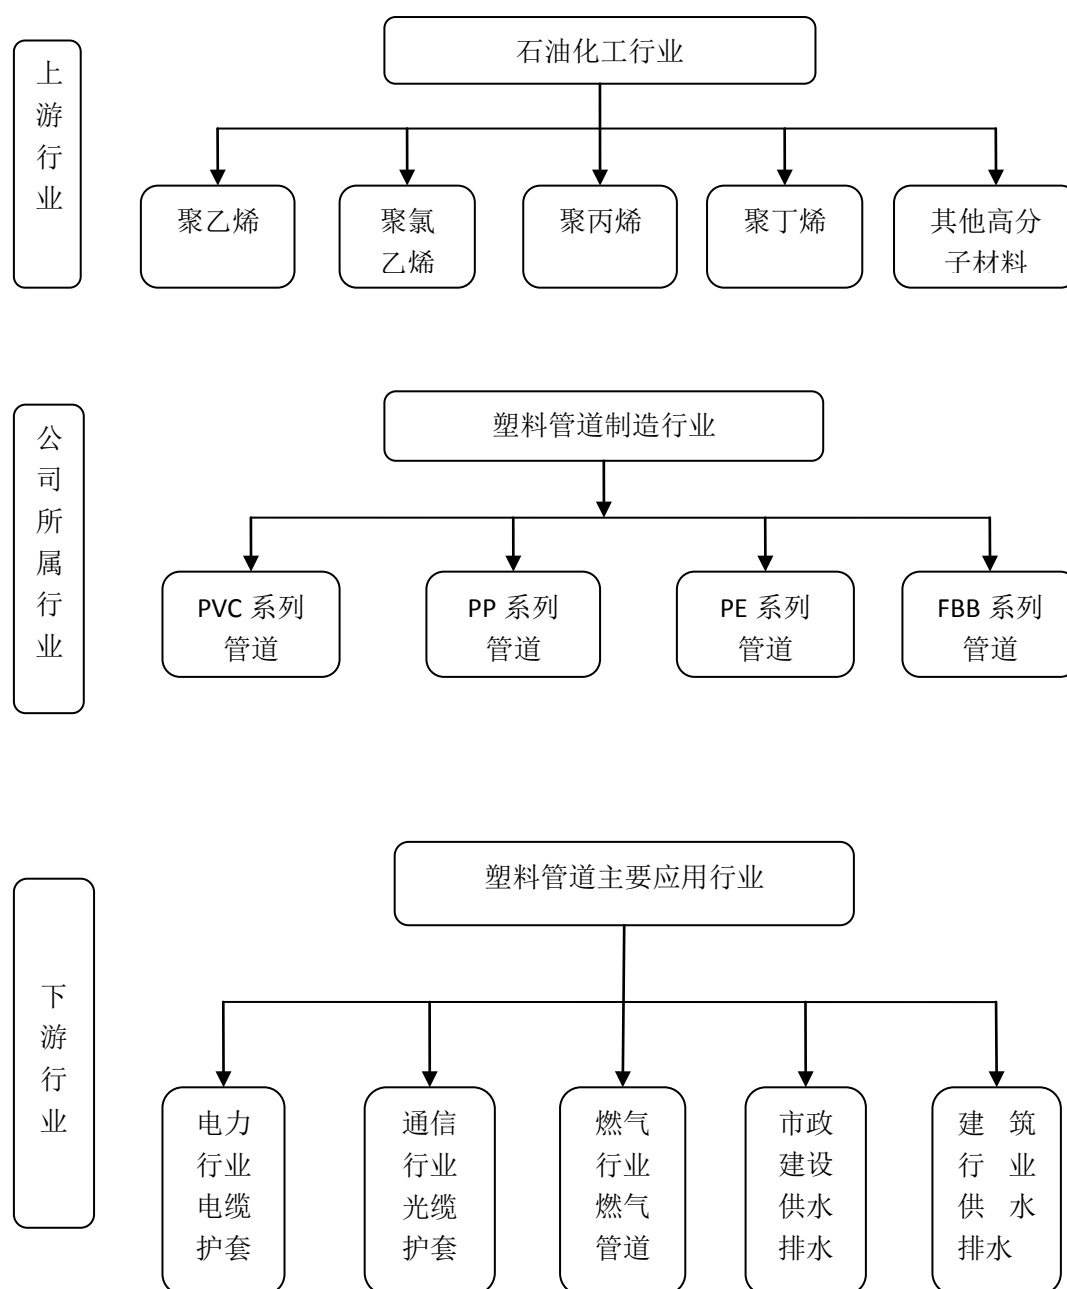 上
游
行
业
石油化工行业
聚乙烯
聚氯
乙烯
聚丙烯
聚丁烯
其他高分
子材料
公
司
所
属
行
业
塑料管道制造行业
PVC 系列
管道
PP 系列
管道
PE 系列
管道
FBB 系列
管道
下
游
行
业
塑料管道主要应用行业
电力
行业
电缆
护套
通信
行业
光缆
护套
燃气
行业
燃气
管道
市政
建设
供水
排水
建 筑
行 业
供 水
排水